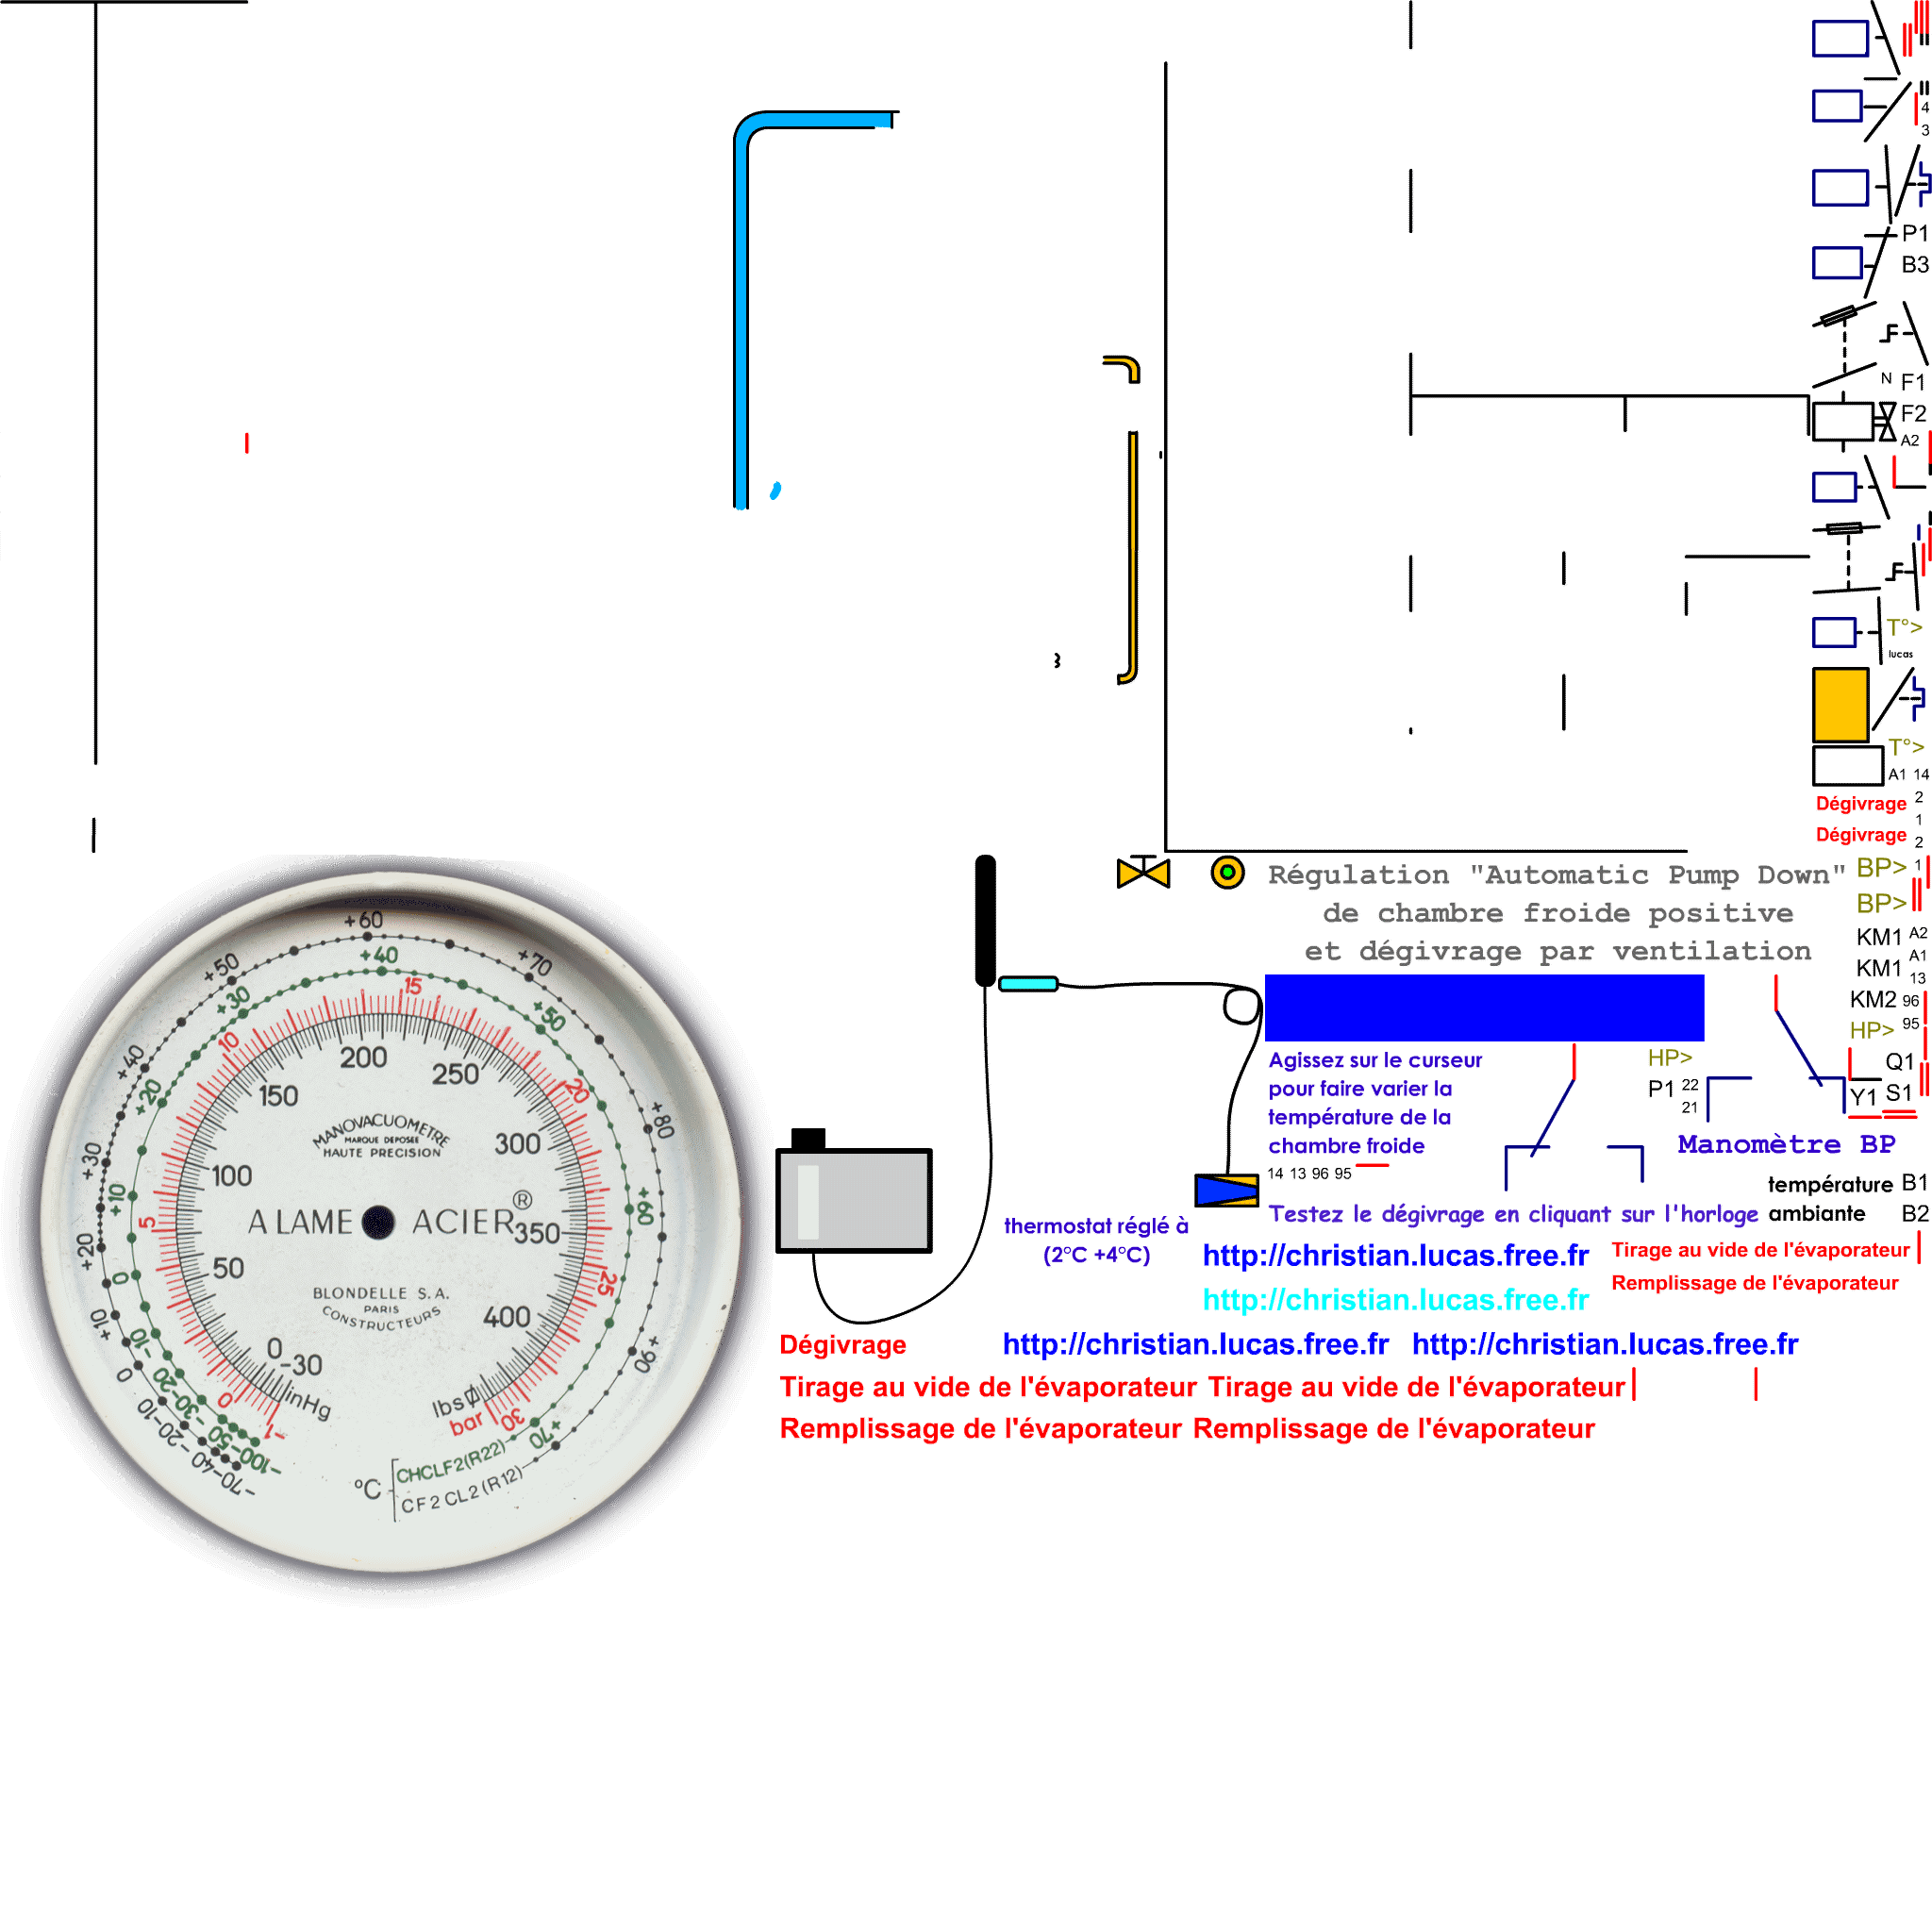 4
3
P1
B3
N F1
F2
A2
T°>
lucas
T°>
A1 14
Dégivrage 2
1
Dégivrage 2
BP> 1
BP>
KM1 A2
KM1 A1
13
KM2 96
HP> 95
Q1
Y1 S1
Régulation "Automatic Pump Down"
de chambre froide positive
et dégivrage par ventilation
Agissez sur le curseur
pour faire varier la
température de la
chambre froide
14 13 96 95
HP>
P1 22
21
Manomètre BP
température B1
ambiante B2
Testez le dégivrage en cliquant sur l'horloge
thermostat réglé à
(2°C +4°C)
http://christian.lucas.free.fr
http://christian.lucas.free.fr
Tirage au vide de l'évaporateur
Remplissage de l'évaporateur
Dégivrage
http://christian.lucas.free.fr http://christian.lucas.free.fr
Tirage au vide de l'évaporateur Tirage au vide de l'évaporateur
Remplissage de l'évaporateur Remplissage de l'évaporateur
MANOVACUOMETRE
MARQUE DEPOSEE
HAUTE PRECISION
A LAME ACIER®
BLONDELLE S.A.
PARIS
CONSTRUCTEURS
-30 0 50 100 150 200 250 300 350 400
inHg
lbs
-1 0 5 10 15 20 25 30
bar
-100 -50 -30 -20 -10 0 +10 +20 +30 +40 +50 +60 +70
-70 -40 -20 -10 0 +10 +20 +30 +40 +50 +60 +70 +80 +90
°C
CHCLF2(R22)
CF2 CL2 (R12)